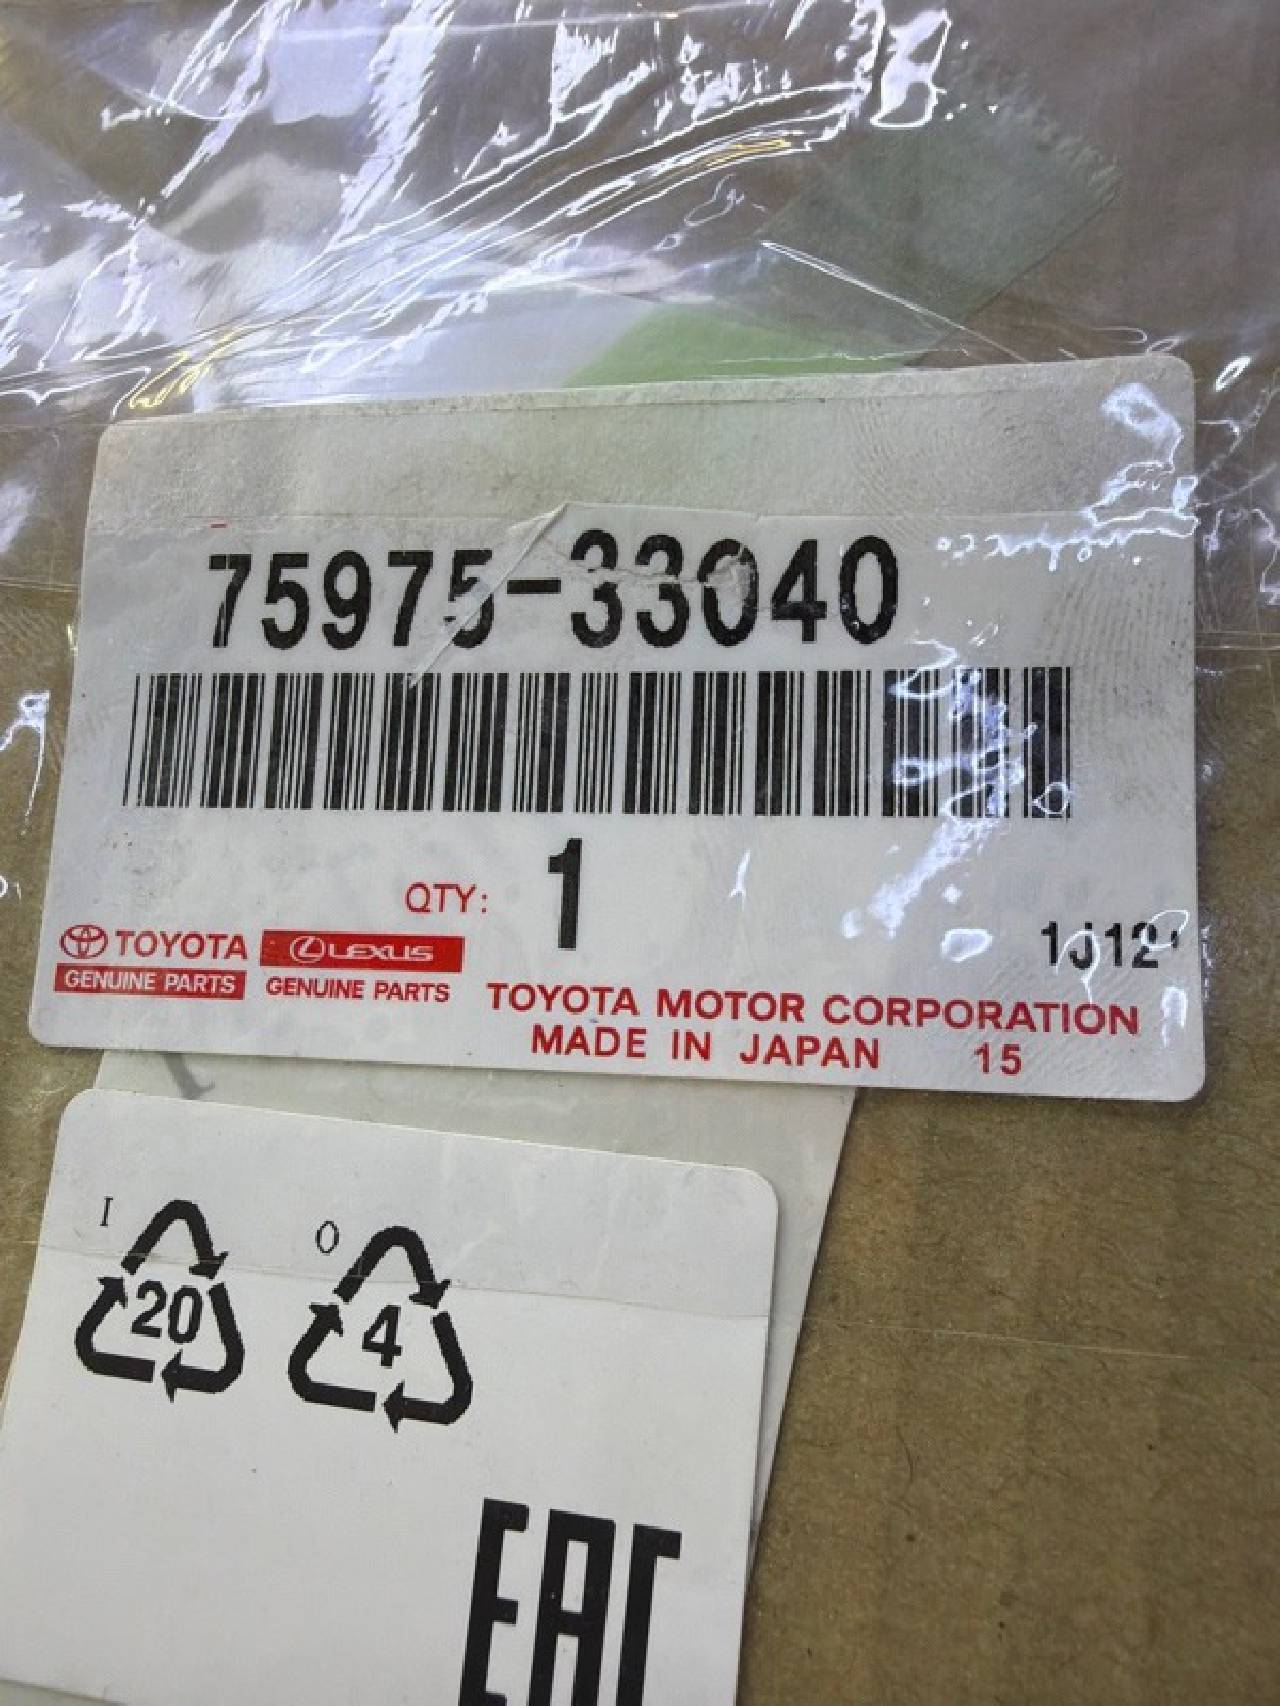 75975-33040
QTY: 1
1J12
TOYOTA LEXUS
GENUINE PARTS GENUINE PARTS
TOYOTA MOTOR CORPORATION
MADE IN JAPAN 15
I O
20 4
EAC